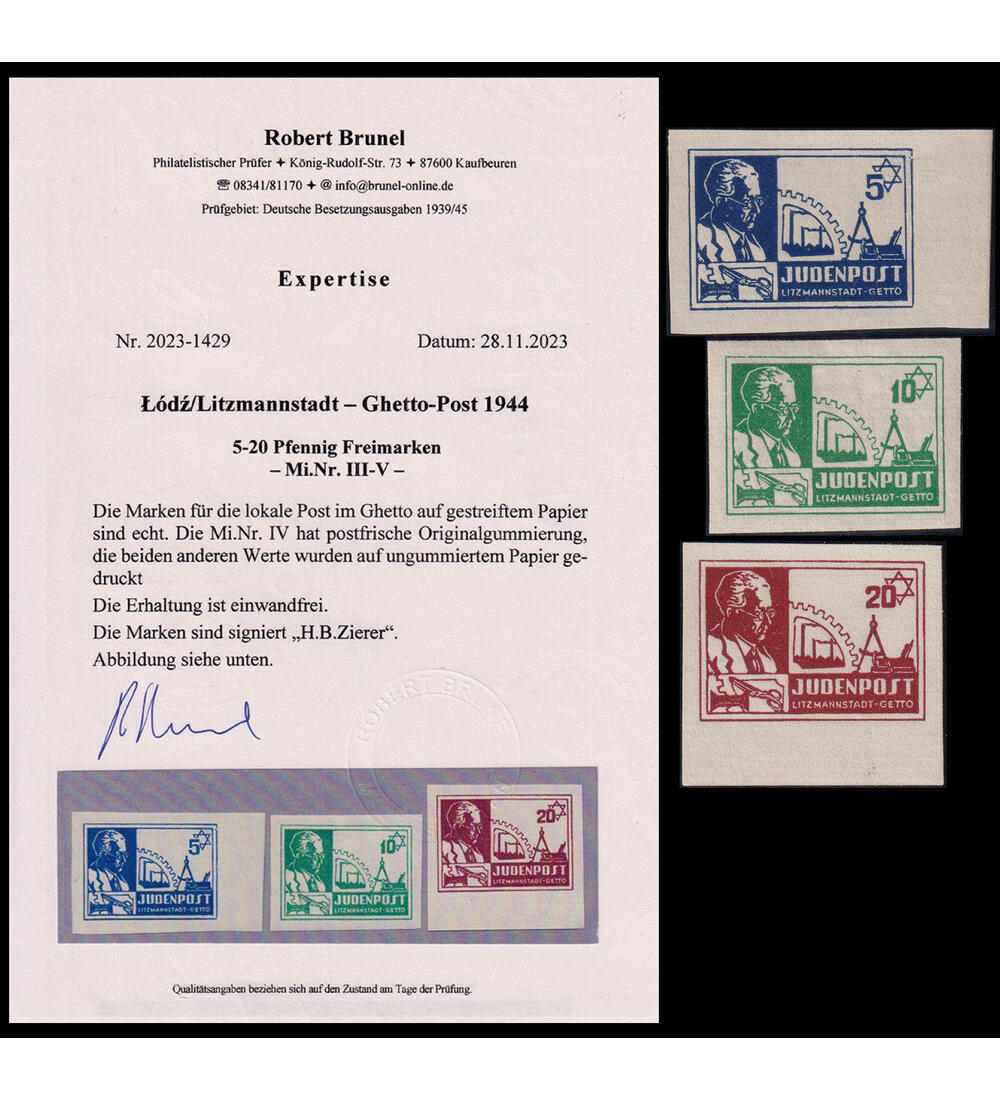 Robert Brunel
Philatelistischer Prüfer ✦ König-Rudolf-Str. 73 ✦ 87600 Kaufbeuren
☏ 08341/81170 ✦ @ info@brunel-online.de
Prüfgebiet: Deutsche Besetzungsausgaben 1939/45
Expertise
Nr. 2023-1429 Datum: 28.11.2023
Łódź/Litzmannstadt – Ghetto-Post 1944
5-20 Pfennig Freimarken
– Mi.Nr. III-V –
Die Marken für die lokale Post im Ghetto auf gestreiftem Papier
sind echt. Die Mi.Nr. IV hat postfrische Originalgummierung,
die beiden anderen Werte wurden auf ungummiertem Papier ge-
druckt
Die Erhaltung ist einwandfrei.
Die Marken sind signiert „H.B.Zierer“.
Abbildung siehe unten.
ROBERT BRUNEL
5
JUDENPOST
LITZMANNSTADT-GETTO
10
JUDENPOST
LITZMANNSTADT-GETTO
20
JUDENPOST
LITZMANNSTADT-GETTO
Qualitätsangaben beziehen sich auf den Zustand am Tage der Prüfung.
5
JUDENPOST
LITZMANNSTADT-GETTO
10
JUDENPOST
LITZMANNSTADT-GETTO
20
JUDENPOST
LITZMANNSTADT-GETTO